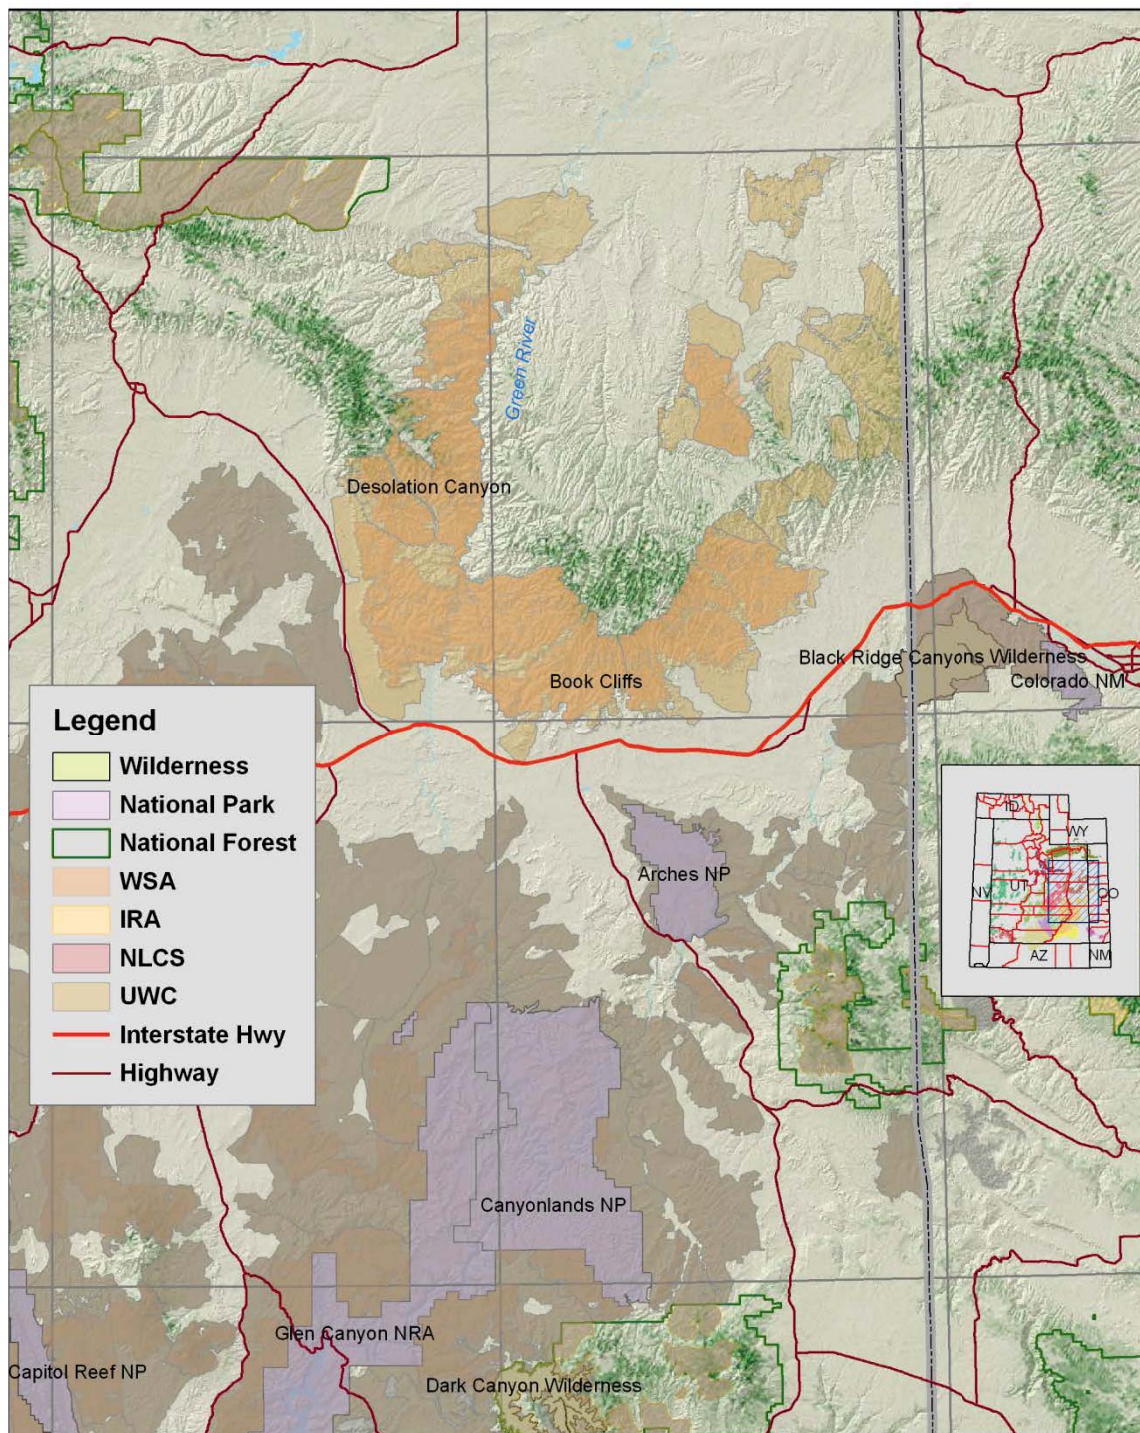 Green River
Desolation Canyon
Book Cliffs
Black Ridge Canyons Wilderness
Colorado NM
Legend
Wilderness
National Park
National Forest
WSA
IRA
NLCS
UWC
Interstate Hwy
Highway
Arches NP
ID
WY
NV
UT
CO
AZ
NM
Canyonlands NP
Glen Canyon NRA
Capitol Reef NP
Dark Canyon Wilderness